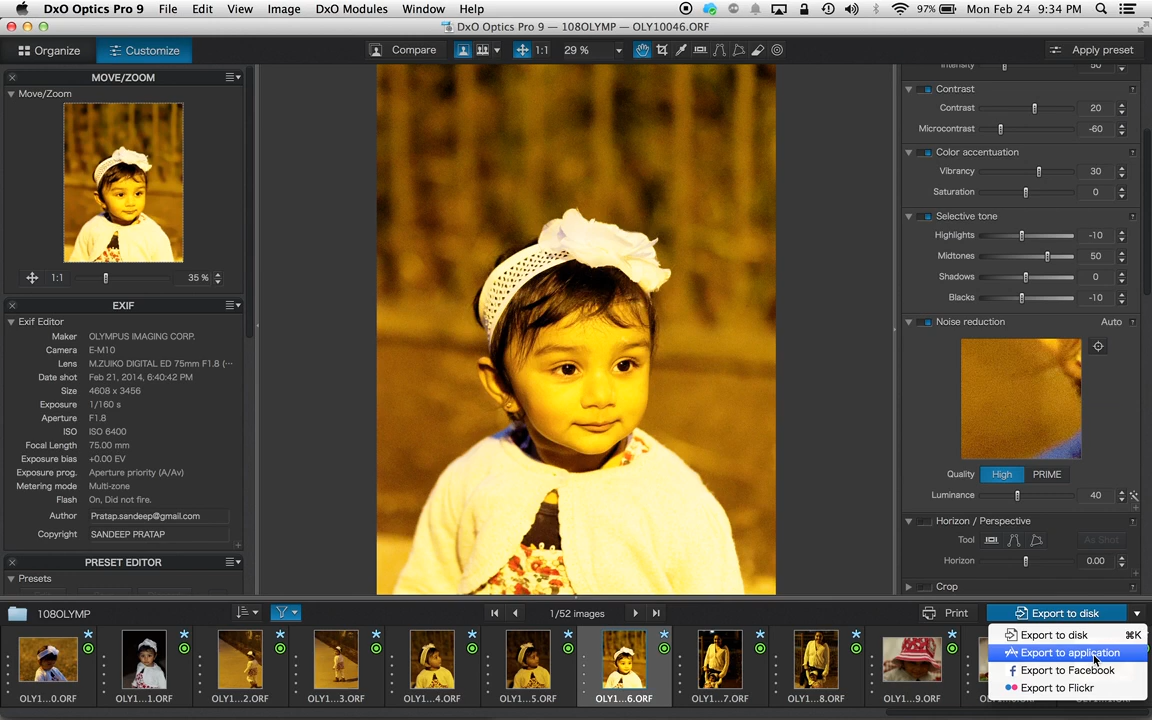 DxO Optics Pro 9 File Edit View Image DxO Modules Window Help 97% Mon Feb 24 9:34 PM
DxO Optics Pro 9 — 108OLYMP — OLY10046.ORF
Organize Customize Compare 1:1 29 % Apply preset
MOVE/ZOOM
Move/Zoom
1:1 35 %
EXIF
Exif Editor
Maker OLYMPUS IMAGING CORP.
Camera E-M10
Lens M.ZUIKO DIGITAL ED 75mm F1.8 (···
Date shot Feb 21, 2014, 6:40:42 PM
Size 4608 x 3456
Exposure 1/160 s
Aperture F1.8
ISO ISO 6400
Focal Length 75.00 mm
Exposure bias +0.00 EV
Exposure prog. Aperture priority (A/Av)
Metering mode Multi-zone
Flash On, Did not fire.
Author Pratap.sandeep@gmail.com
Copyright SANDEEP PRATAP
PRESET EDITOR
Presets
Intensity 50
Contrast ?
Contrast 20
Microcontrast -60
Color accentuation ?
Vibrancy 30
Saturation 0
Selective tone ?
Highlights -10
Midtones 50
Shadows 0
Blacks -10
Noise reduction Auto ?
Quality High PRIME
Luminance 40
Horizon / Perspective ?
Tool As Shot
Horizon 0.00
Crop ?
108OLYMP 1/52 images Print Export to disk
OLY1...0.ORF OLY1...1.ORF OLY1...2.ORF OLY1...3.ORF OLY1...4.ORF OLY1...5.ORF OLY1...6.ORF OLY1...7.ORF OLY1...8.ORF OLY1...9.ORF
Export to disk ⌘K
Export to application
Export to Facebook
Export to Flickr